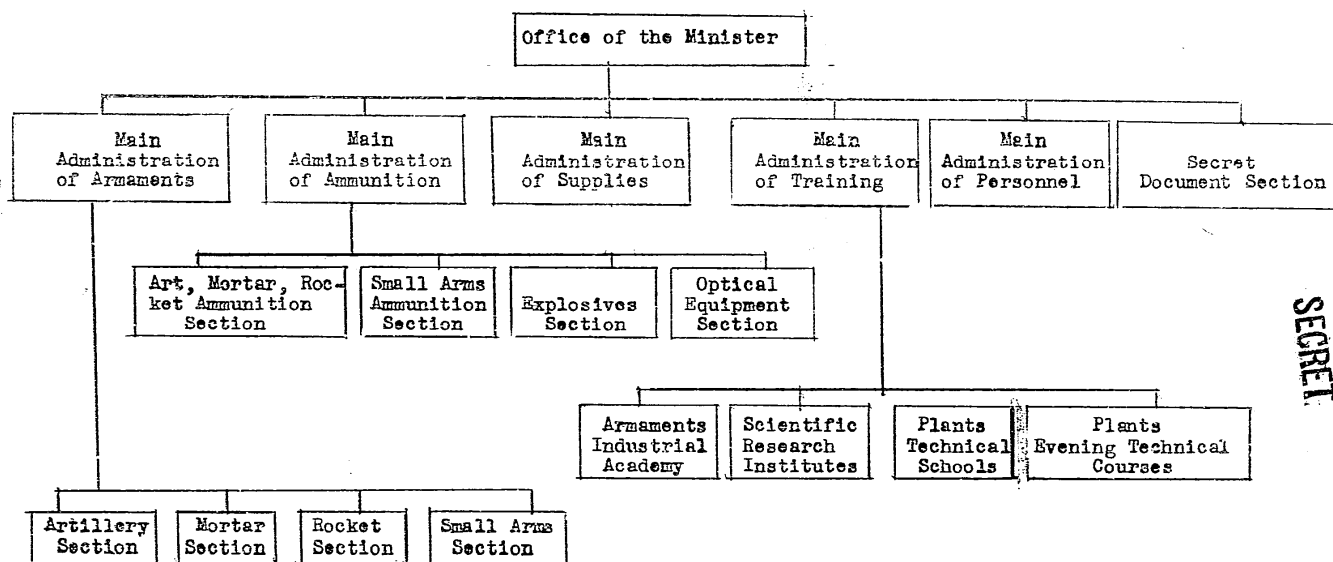 Office of the Minister
Main
Administration
of Armaments
Main
Administration
of Ammunition
Main
Administration
of Supplies
Main
Administration
of Training
Main
Administration
of Personnel
Secret
Document Section
Art, Mortar, Roc-
ket Ammunition
Section
Small Arms
Ammunition
Section
Explosives
Section
Optical
Equipment
Section
SECRET
Armaments
Industrial
Academy
Scientific
Research
Institutes
Plants
Technical
Schools
Plants
Evening Technical
Courses
Artillery
Section
Mortar
Section
Rocket
Section
Small Arms
Section